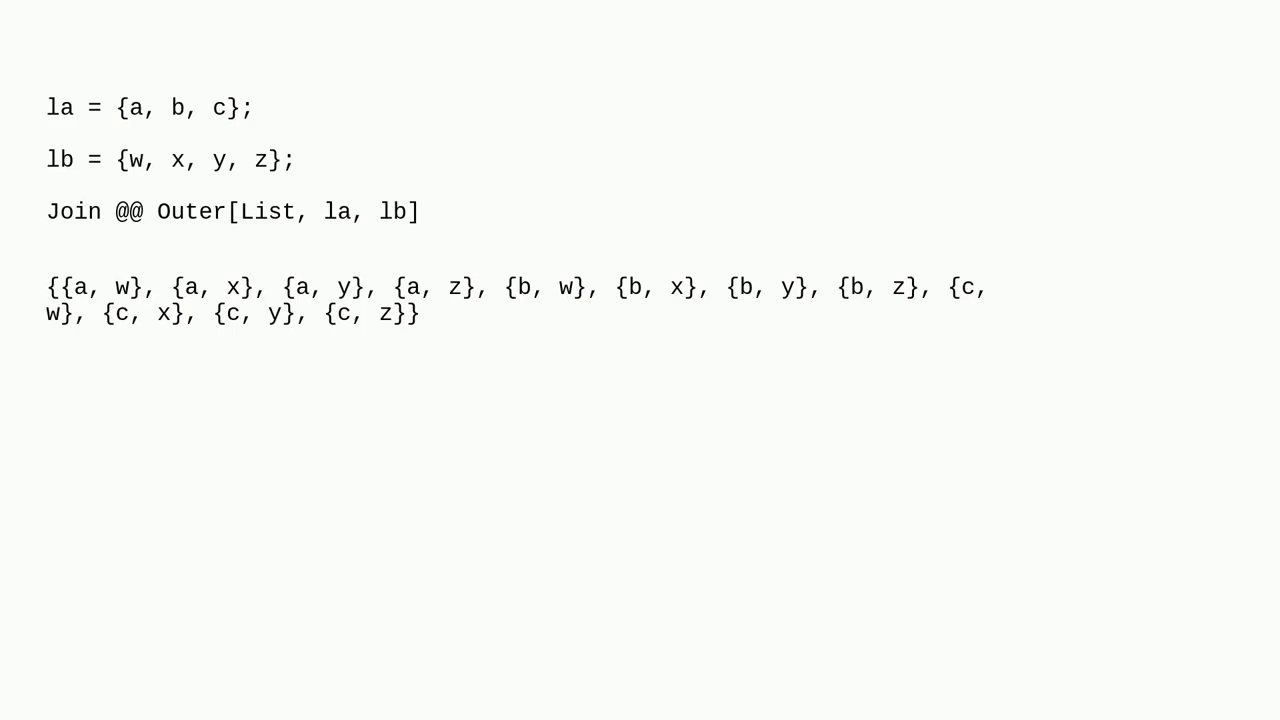 la = {a, b, c};
lb = {w, x, y, z};
Join @@ Outer[List, la, lb]
{{a, w}, {a, x}, {a, y}, {a, z}, {b, w}, {b, x}, {b, y}, {b, z}, {c,
w}, {c, x}, {c, y}, {c, z}}